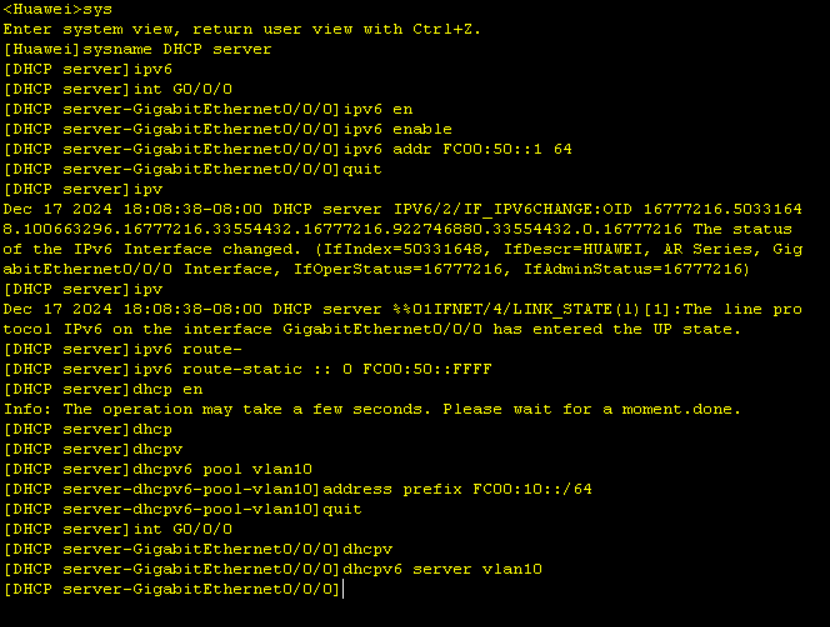 <Huawei>sys
Enter system view, return user view with Ctrl+Z.
[Huawei]sysname DHCP server
[DHCP server]ipv6
[DHCP server]int G0/0/0
[DHCP server-GigabitEthernet0/0/0]ipv6 en
[DHCP server-GigabitEthernet0/0/0]ipv6 enable
[DHCP server-GigabitEthernet0/0/0]ipv6 addr FC00:50::1 64
[DHCP server-GigabitEthernet0/0/0]quit
[DHCP server]ipv
Dec 17 2024 18:08:38-08:00 DHCP server IPV6/2/IF_IPV6CHANGE:OID 16777216.5033164
8.100663296.16777216.33554432.16777216.922746880.33554432.0.16777216 The status
of the IPv6 Interface changed. (IfIndex=50331648, IfDescr=HUAWEI, AR Series, Gig
abitEthernet0/0/0 Interface, IfOperStatus=16777216, IfAdminStatus=16777216)
[DHCP server]ipv
Dec 17 2024 18:08:38-08:00 DHCP server %%01IFNET/4/LINK_STATE(l)[1]:The line pro
tocol IPv6 on the interface GigabitEthernet0/0/0 has entered the UP state.
[DHCP server]ipv6 route-
[DHCP server]ipv6 route-static :: 0 FC00:50::FFFF
[DHCP server]dhcp en
Info: The operation may take a few seconds. Please wait for a moment.done.
[DHCP server]dhcp
[DHCP server]dhcpv
[DHCP server]dhcpv6 pool vlan10
[DHCP server-dhcpv6-pool-vlan10]address prefix FC00:10::/64
[DHCP server-dhcpv6-pool-vlan10]quit
[DHCP server]int G0/0/0
[DHCP server-GigabitEthernet0/0/0]dhcpv
[DHCP server-GigabitEthernet0/0/0]dhcpv6 server vlan10
[DHCP server-GigabitEthernet0/0/0]